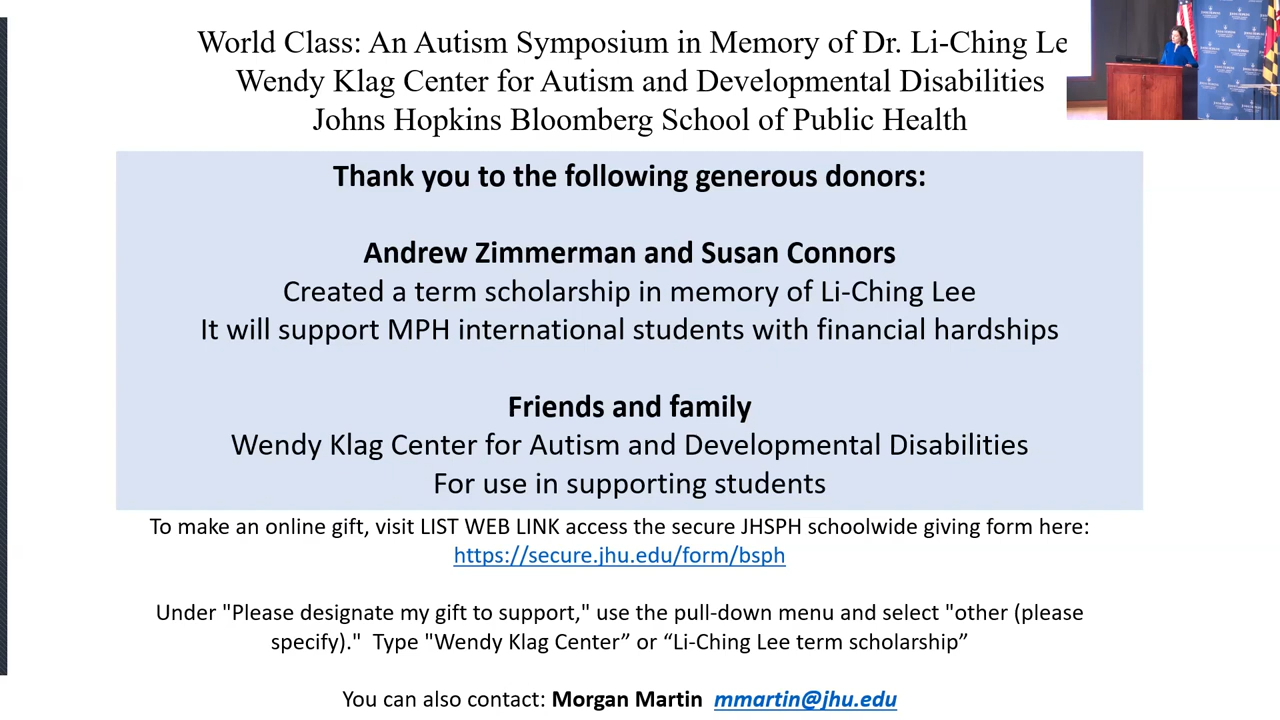 World Class: An Autism Symposium in Memory of Dr. Li-Ching Le
Wendy Klag Center for Autism and Developmental Disabilities
Johns Hopkins Bloomberg School of Public Health
Thank you to the following generous donors:
Andrew Zimmerman and Susan Connors
Created a term scholarship in memory of Li-Ching Lee
It will support MPH international students with financial hardships
Friends and family
Wendy Klag Center for Autism and Developmental Disabilities
For use in supporting students
To make an online gift, visit LIST WEB LINK access the secure JHSPH schoolwide giving form here:
https://secure.jhu.edu/form/bsph
Under "Please designate my gift to support," use the pull-down menu and select "other (please
specify)."  Type "Wendy Klag Center” or “Li-Ching Lee term scholarship”
You can also contact: Morgan Martin  mmartin@jhu.edu